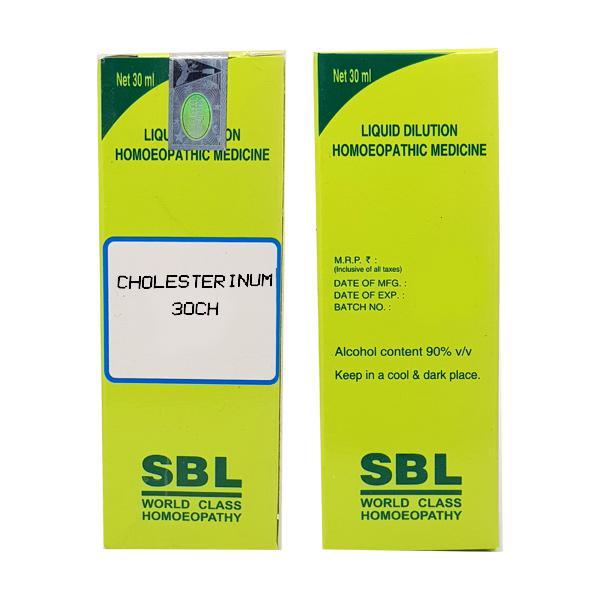 Net 30 ml
HOMOEOPATHIC MEDICINE
CHOLESTERINUM
30CH
SBL
WORLD CLASS
HOMOEOPATHY
Net 30 ml
LIQUID DILUTION
HOMOEOPATHIC MEDICINE
M.R.P. ₹ :
(Inclusive of all taxes)
DATE OF MFG. :
DATE OF EXP. :
BATCH NO. :
Alcohol content 90% v/v
Keep in a cool & dark place.
SBL
WORLD CLASS
HOMOEOPATHY